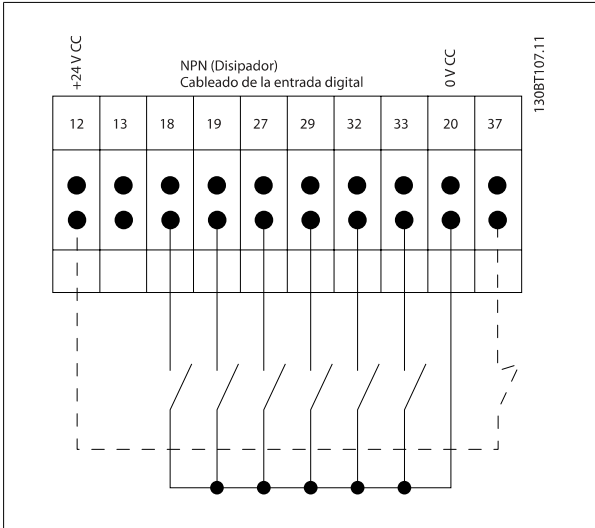 +24 V CC
NPN (Disipador)
Cableado de la entrada digital
0 V CC
130BT107.11
12 13 18 19 27 29 32 33 20 37